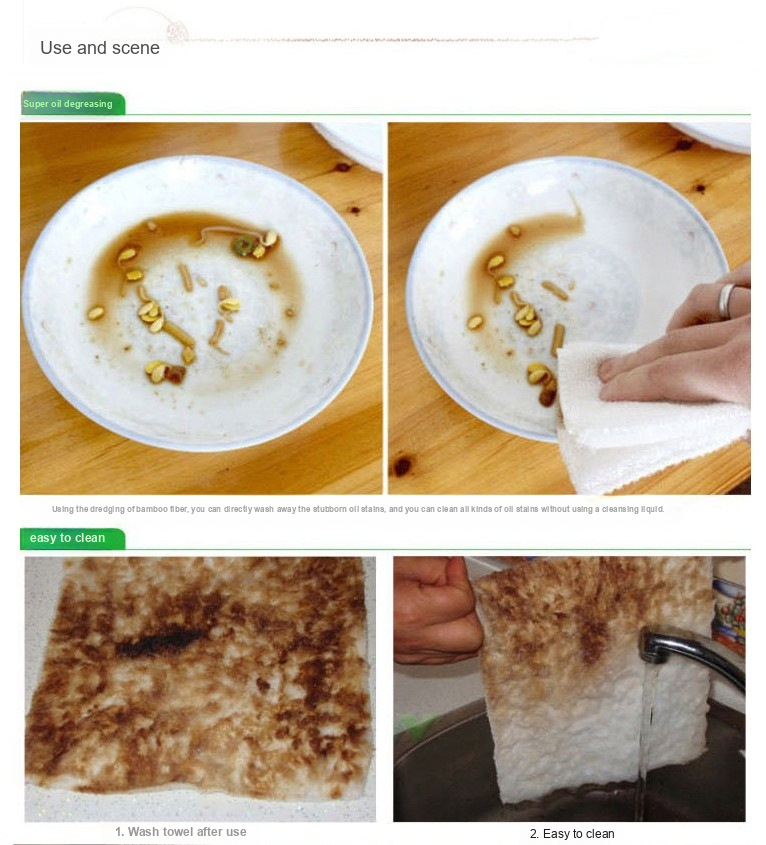 Use and scene
Super oil degreasing
Using the dredging of bamboo fiber, you can directly wash away the stubborn oil stains, and you can clean all kinds of oil stains without using a cleansing liquid.
easy to clean
1. Wash towel after use
2. Easy to clean